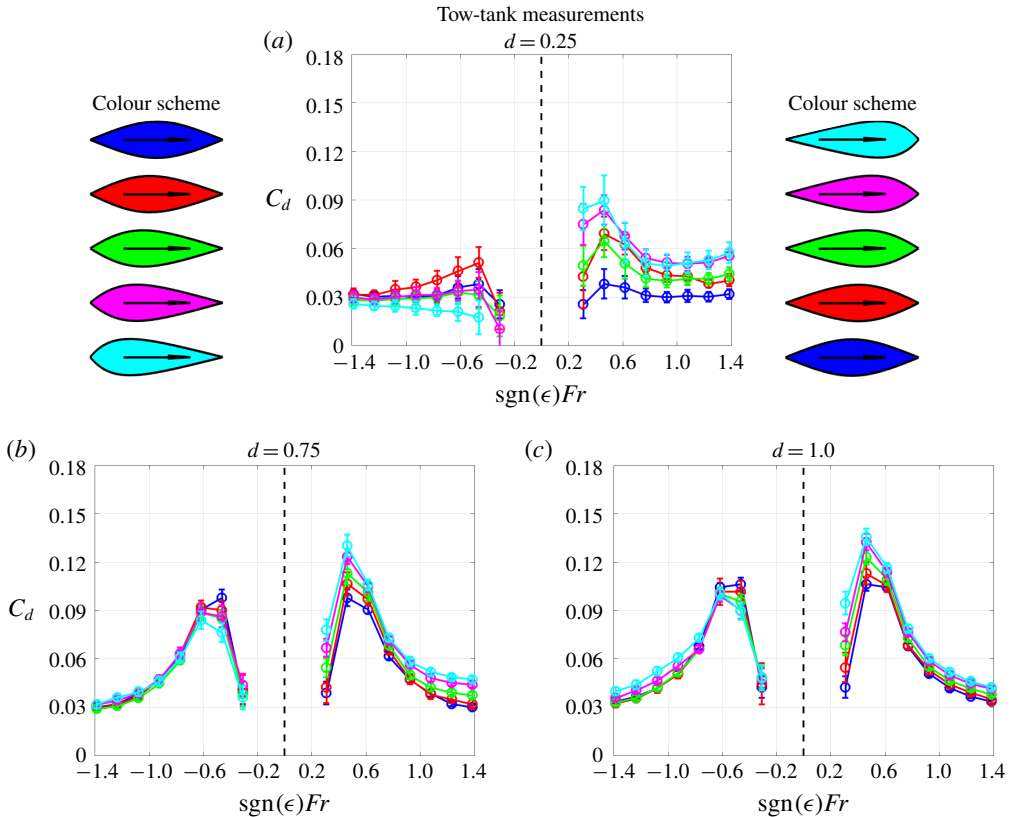 Tow-tank measurements
(a)
d = 0.25
Colour scheme
Colour scheme
0.18
0.15
0.12
0.09
0.06
0.03
0
C_d
−1.4 −1.0 −0.6 −0.2 0.2 0.6 1.0 1.4
sgn(ϵ)Fr
(b)
d = 0.75
0.18
0.15
0.12
0.09
0.06
0.03
0
C_d
−1.4 −1.0 −0.6 −0.2 0.2 0.6 1.0 1.4
sgn(ϵ)Fr
(c)
d = 1.0
0.18
0.15
0.12
0.09
0.06
0.03
0
−1.4 −1.0 −0.6 −0.2 0.2 0.6 1.0 1.4
sgn(ϵ)Fr